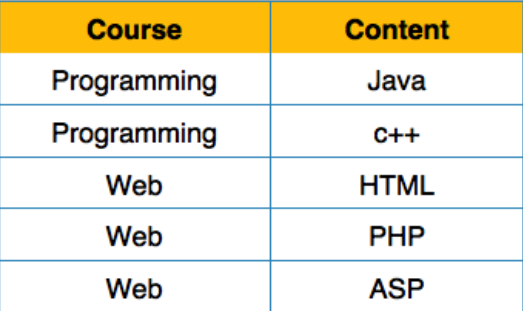 Course Content
Programming Java
Programming c++
Web HTML
Web PHP
Web ASP